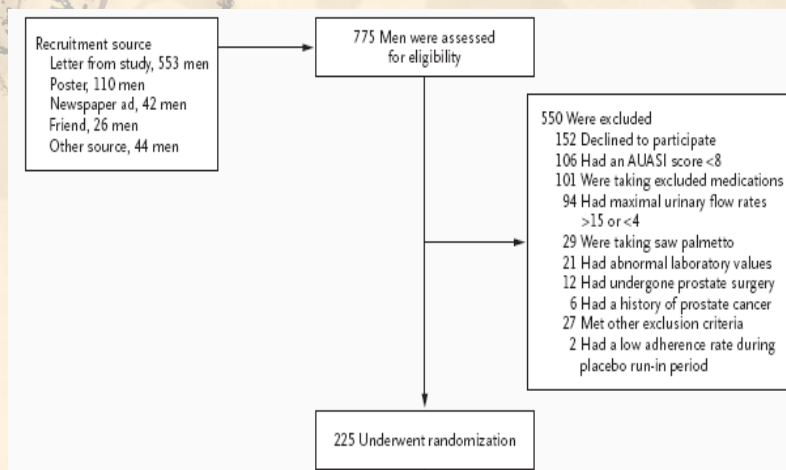 Recruitment source
Letter from study, 553 men
Poster, 110 men
Newspaper ad, 42 men
Friend, 26 men
Other source, 44 men
775 Men were assessed
for eligibility
550 Were excluded
152 Declined to participate
106 Had an AUASI score <8
101 Were taking excluded medications
94 Had maximal urinary flow rates
>15 or <4
29 Were taking saw palmetto
21 Had abnormal laboratory values
12 Had undergone prostate surgery
6 Had a history of prostate cancer
27 Met other exclusion criteria
2 Had a low adherence rate during
placebo run-in period
225 Underwent randomization